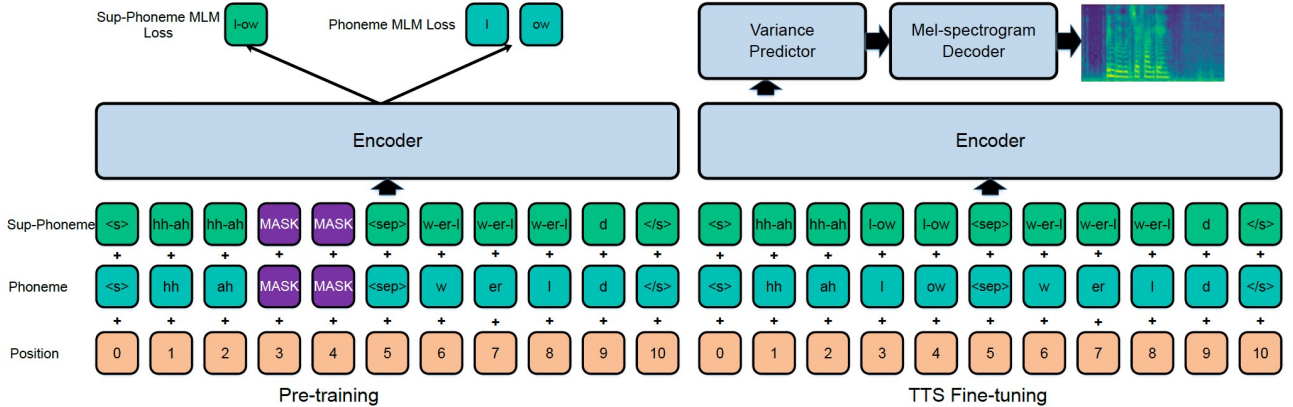 Sup-Phoneme MLM Loss
l-ow
Phoneme MLM Loss
l
ow
Encoder
Sup-Phoneme
<s> hh-ah hh-ah MASK MASK <sep> w-er-l w-er-l w-er-l d </s>
+ + + + + + + + + + +
Phoneme
<s> hh ah MASK MASK <sep> w er l d </s>
+ + + + + + + + + + +
Position
0 1 2 3 4 5 6 7 8 9 10
Pre-training
Variance Predictor
Mel-spectrogram Decoder
Encoder
<s> hh-ah hh-ah l-ow l-ow <sep> w-er-l w-er-l w-er-l d </s>
+ + + + + + + + + + +
<s> hh ah l ow <sep> w er l d </s>
+ + + + + + + + + + +
0 1 2 3 4 5 6 7 8 9 10
TTS Fine-tuning